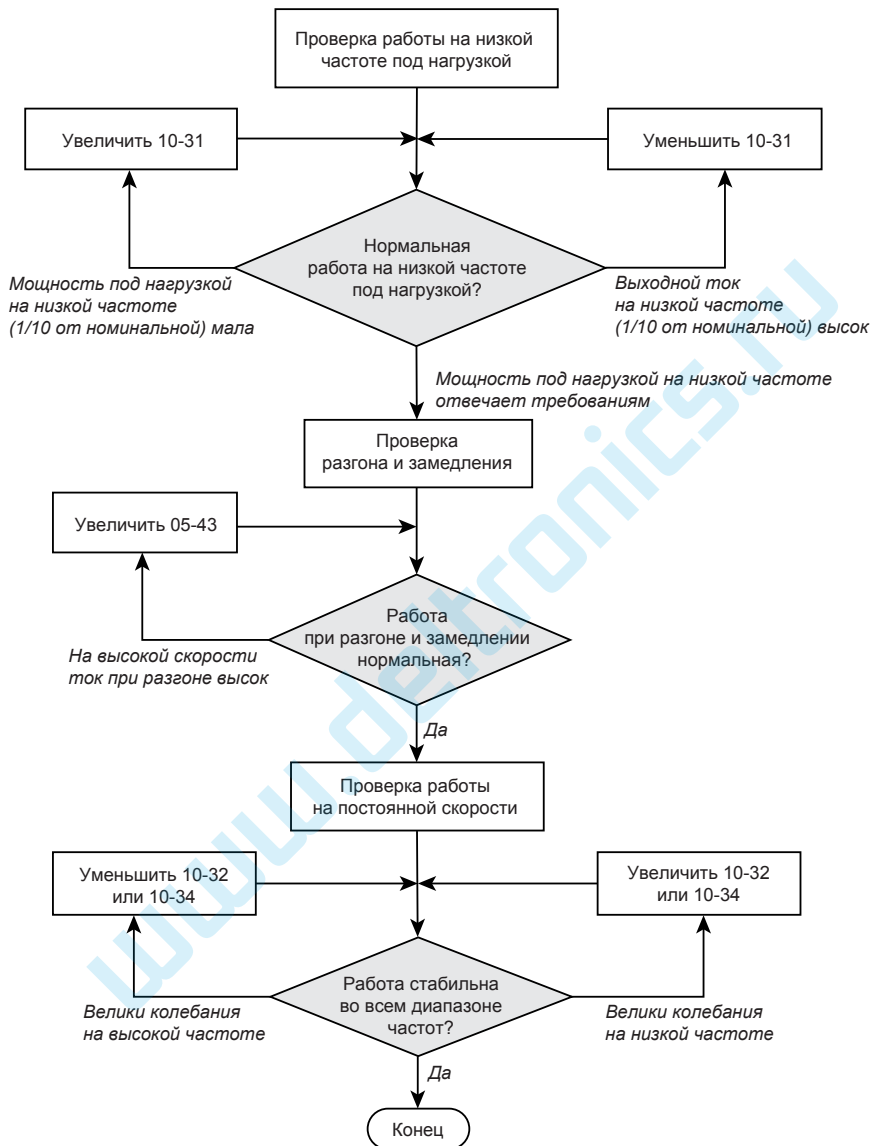 Проверка работы на низкой
частоте под нагрузкой
Увеличить 10-31
Уменьшить 10-31
Нормальная
работа на низкой частоте
под нагрузкой?
Мощность под нагрузкой
на низкой частоте
(1/10 от номинальной) мала
Выходной ток
на низкой частоте
(1/10 от номинальной) высок
Мощность под нагрузкой на низкой частоте
отвечает требованиям
Проверка
разгона и замедления
Увеличить 05-43
Работа
при разгоне и замедлении
нормальная?
На высокой скорости
ток при разгоне высок
Да
Проверка работы
на постоянной скорости
Уменьшить 10-32
или 10-34
Увеличить 10-32
или 10-34
Работа стабильна
во всем диапазоне
частот?
Велики колебания
на высокой частоте
Велики колебания
на низкой частоте
Да
Конец
www.deltronics.ru